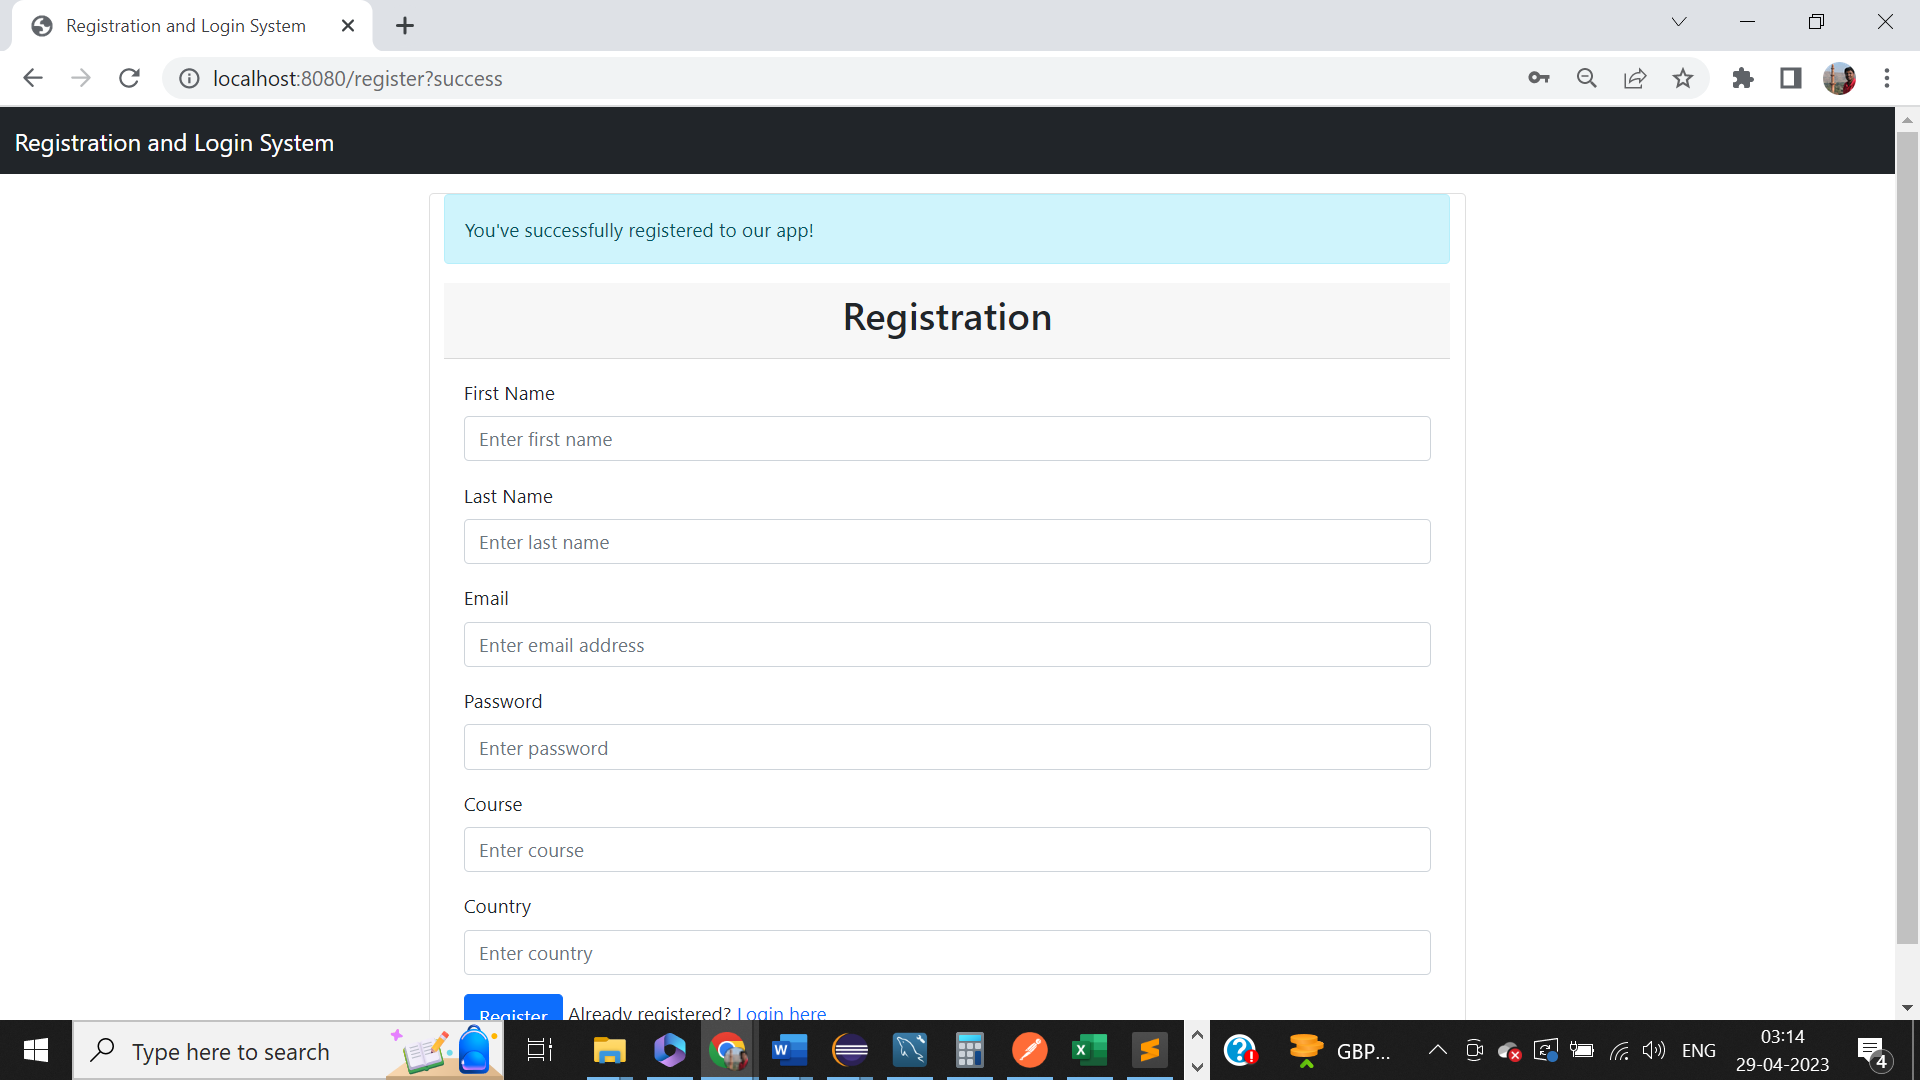 Registration and Login System
localhost:8080/register?success
Registration and Login System
You've successfully registered to our app!
Registration
First Name
Enter first name
Last Name
Enter last name
Email
Enter email address
Password
Enter password
Course
Enter course
Country
Enter country
Register Already registered? Login here
Type here to search
GBP...
ENG
03:14
29-04-2023
4